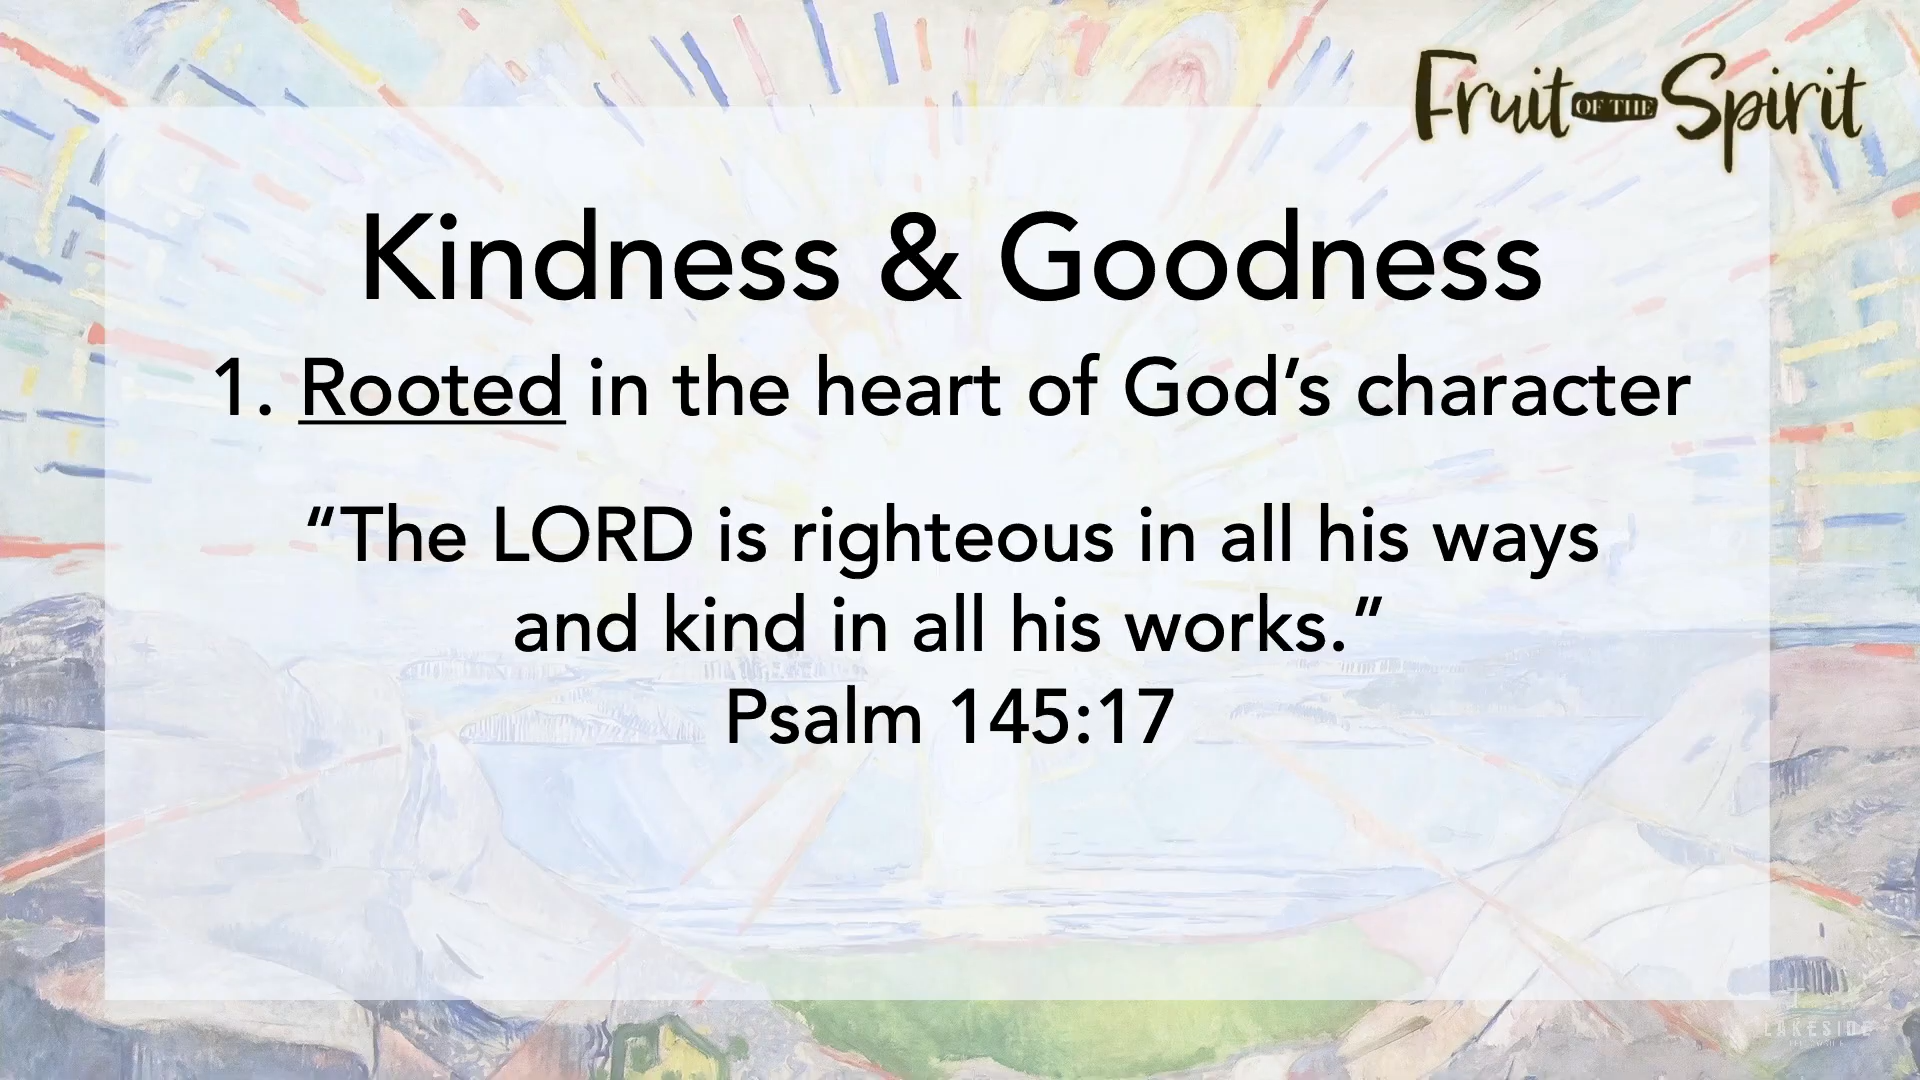 Fruit OF THE Spirit
Kindness & Goodness
1. Rooted in the heart of God’s character
“The LORD is righteous in all his ways
and kind in all his works.”
Psalm 145:17
LAKESIDE